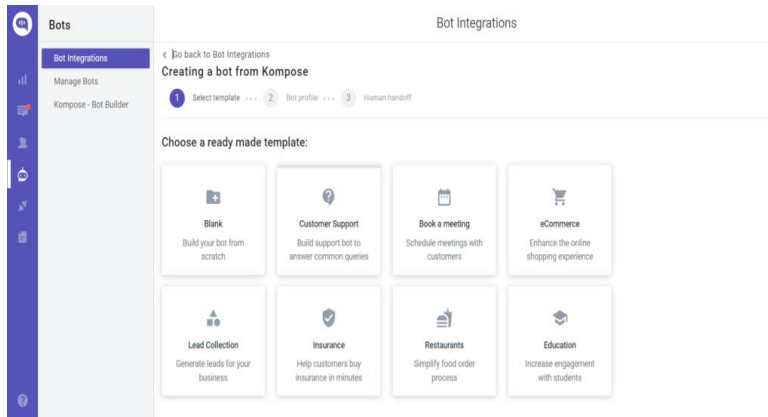 Bots
Bot Integrations
Bot Integrations
Manage Bots
Kompose - Bot Builder
Go back to Bot Integrations
Creating a bot from Kompose
1 Select template 2 Bot profile 3 Human handoff
Choose a ready made template:
Blank
Build your bot from
scratch
Customer Support
Build support bot to
answer common queries
Book a meeting
Schedule meetings with
customers
eCommerce
Enhance the online
shopping experience
Lead Collection
Generate leads for your
business
Insurance
Help customers buy
insurance in minutes
Restaurants
Simplify food order
process
Education
Increase engagement
with students